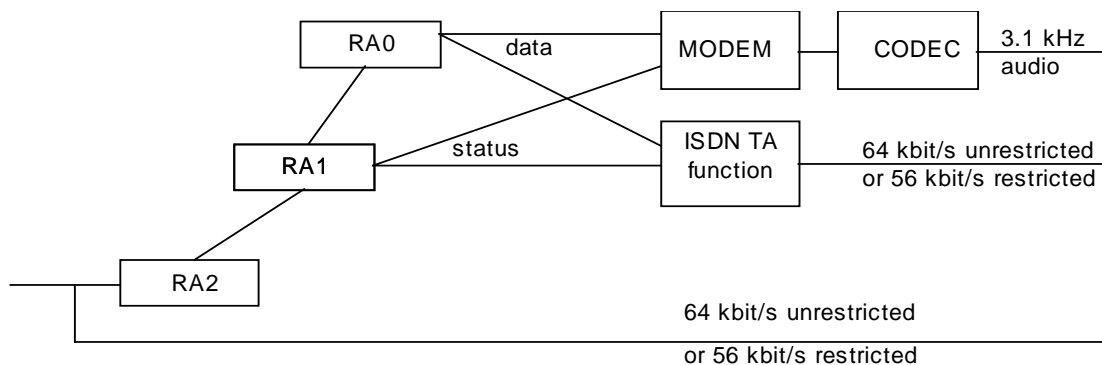 RA0
data
MODEM
CODEC
3.1 kHz
audio
RA1
status
ISDN TA
function
64 kbit/s unrestricted
or 56 kbit/s restricted
RA2
64 kbit/s unrestricted
or 56 kbit/s restricted